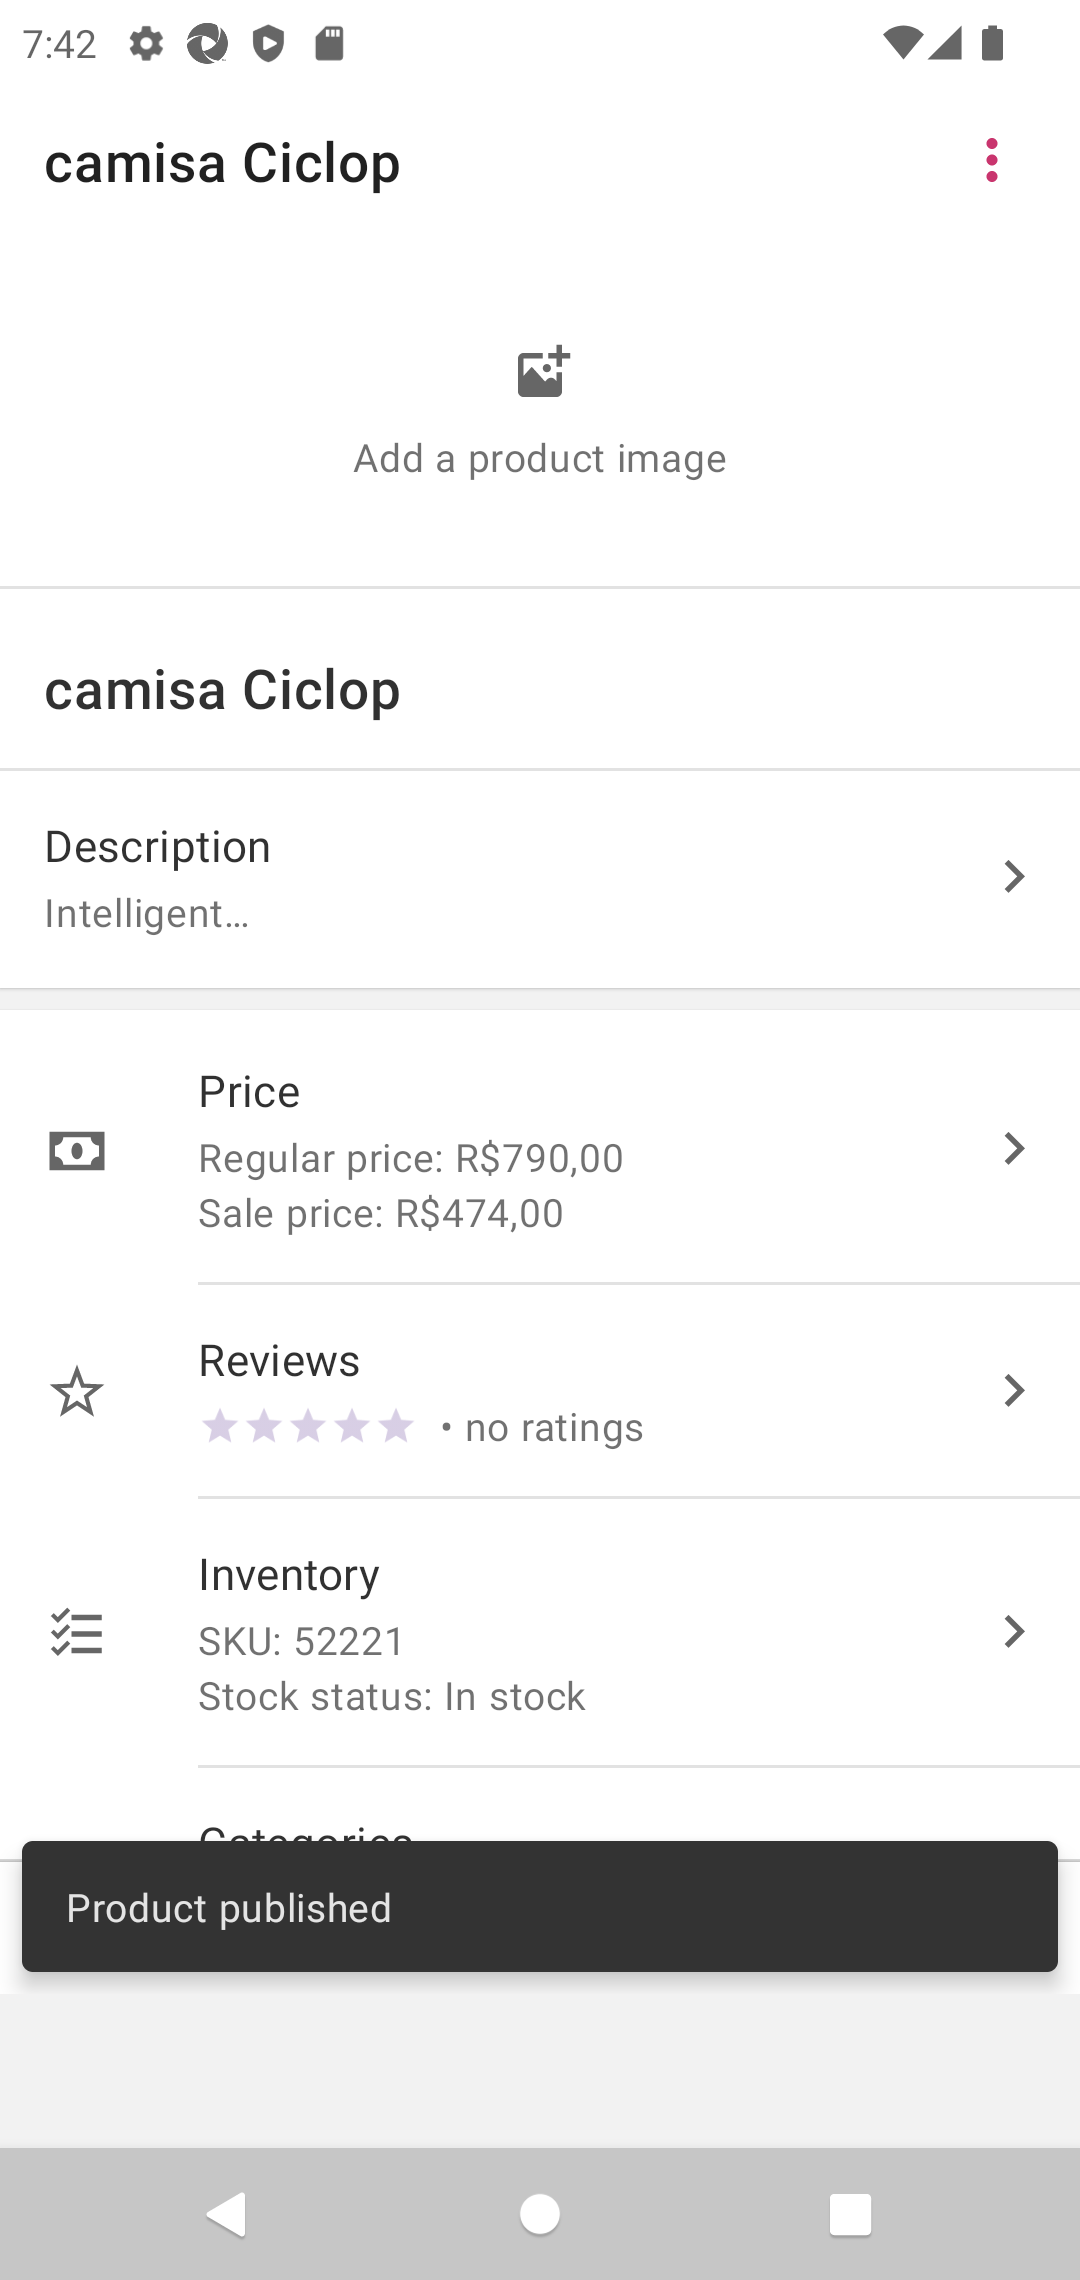 7:42
camisa Ciclop
Add a product image
camisa Ciclop
Description
Intelligent…
Price
Regular price: R$790,00
Sale price: R$474,00
Reviews
• no ratings
Inventory
SKU: 52221
Stock status: In stock
Categories
Product published